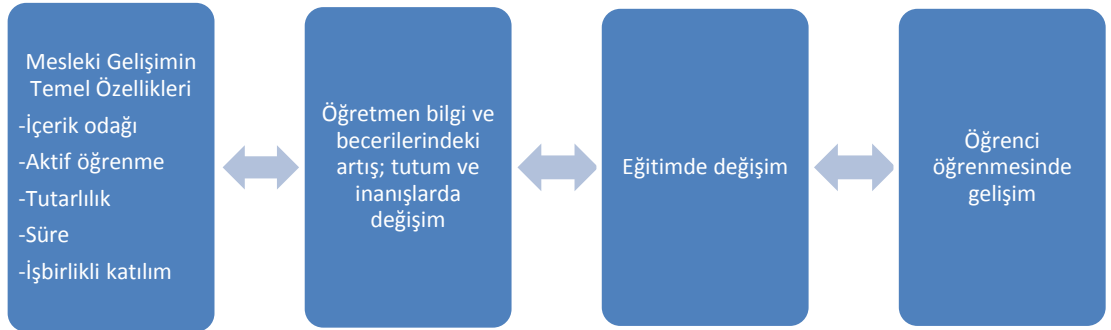 Mesleki Gelişimin
Temel Özellikleri
-İçerik odağı
-Aktif öğrenme
-Tutarlılık
-Süre
-İşbirlikli katılım
Öğretmen bilgi ve
becerilerindeki
artış; tutum ve
inanışlarda
değişim
Eğitimde değişim
Öğrenci
öğrenmesinde
gelişim